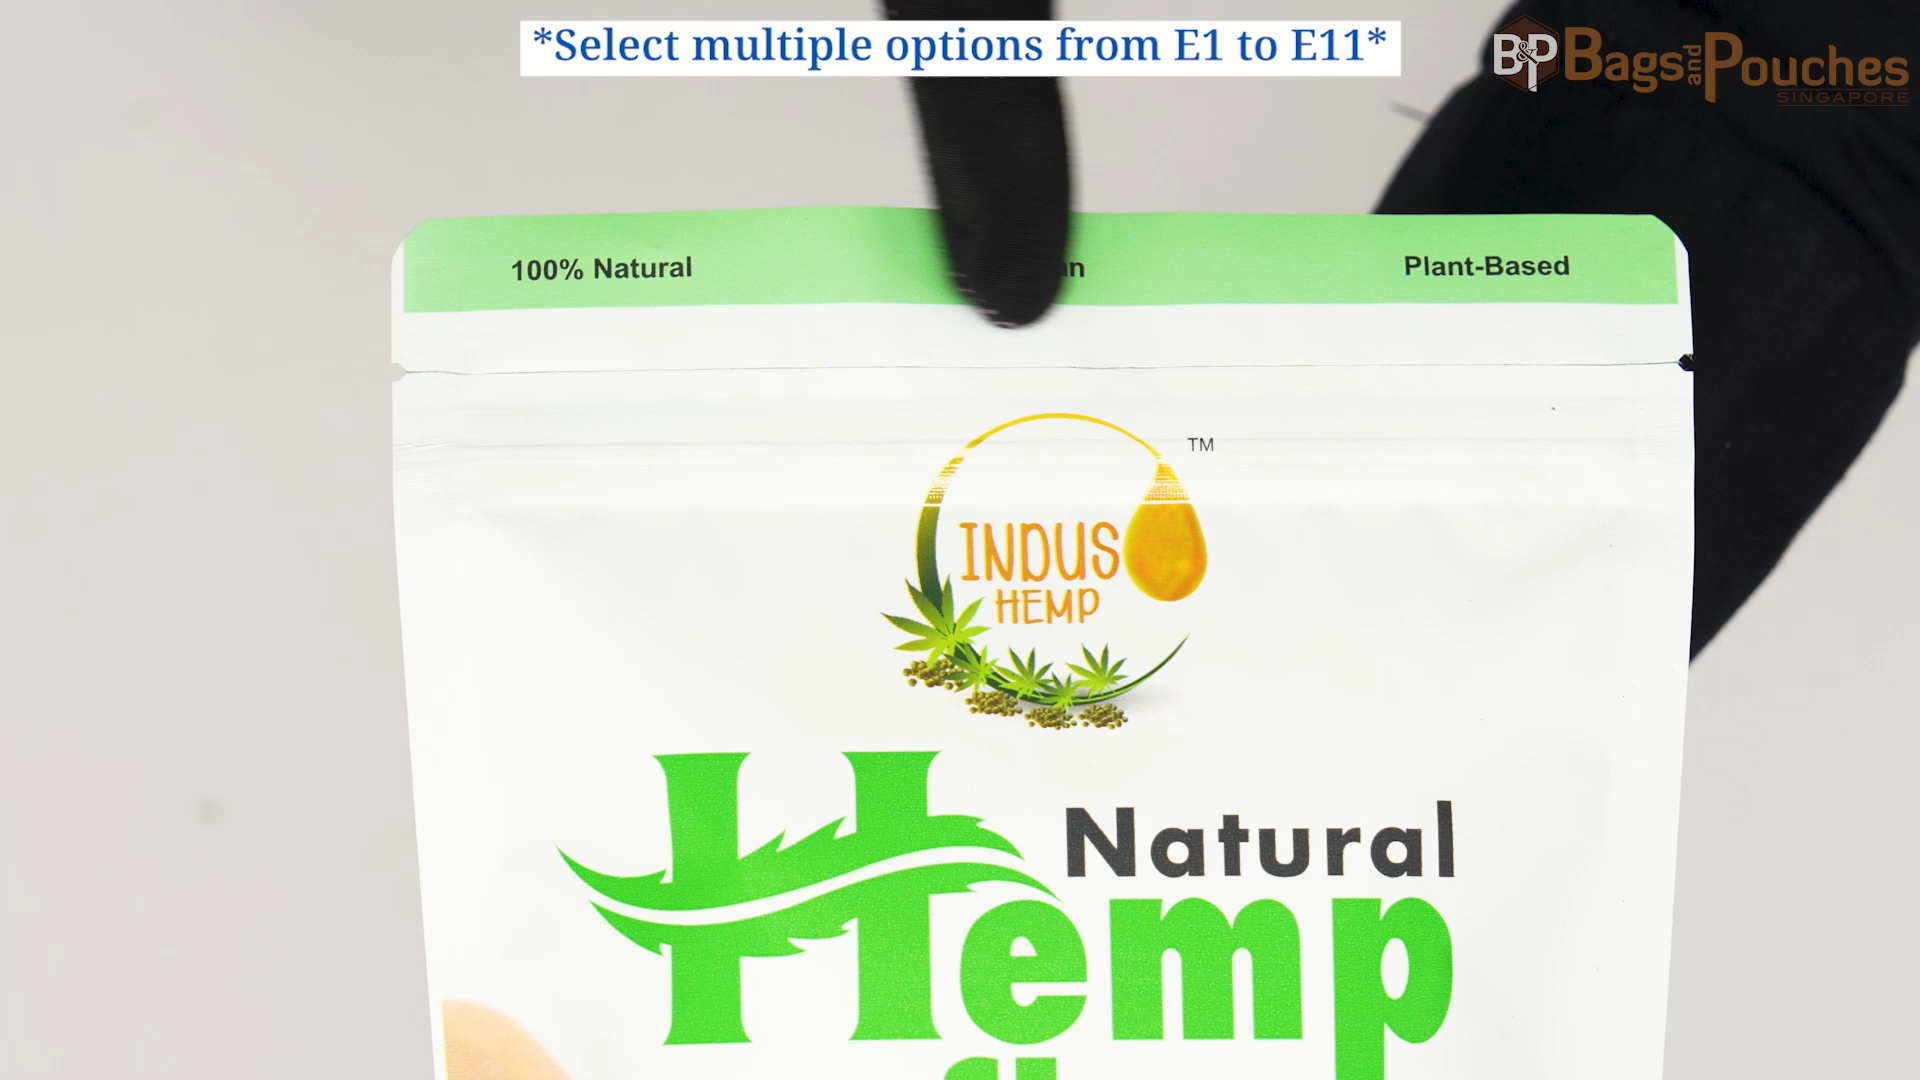 *Select multiple options from E1 to E11*
B&P Bags and Pouches
SINGAPORE
100% Natural
Plant-Based
TM
INDUS
HEMP
Natural
Hemp